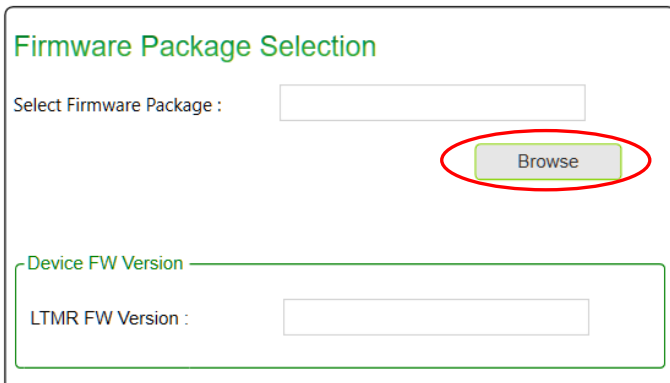 Firmware Package Selection
Select Firmware Package :
Browse
Device FW Version
LTMR FW Version :